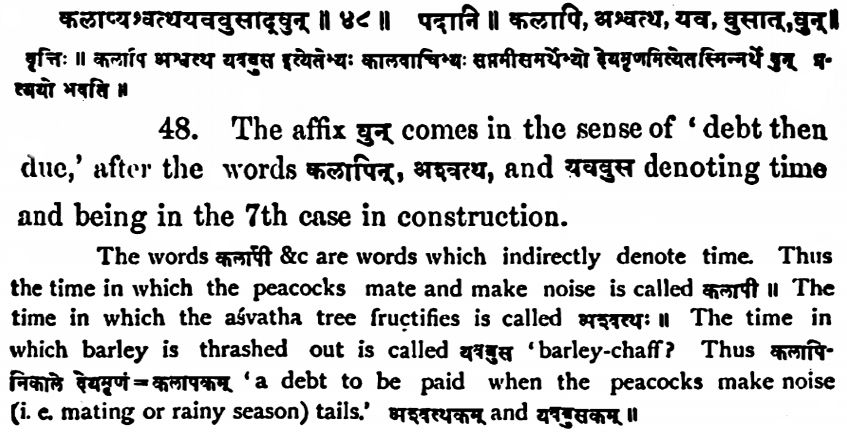 कलाप्यश्वत्थयवबुसाद्वुन् ॥ ४८ ॥ पदानि ॥ कलापि, अश्वत्थ, यव, वुसात्, वुन् ॥
वृत्तिः ॥ कलापि अश्वत्थ यवबुस इत्येतेभ्यः कालवाचिभ्यः सप्तमीसमर्थेभ्यो देयमृणमित्येतस्मिन्नर्थे वुन् प्र-
त्ययो भवति ॥
48. The affix वुन् comes in the sense of ‘ debt then
due,’ after the words कलापिन्, अश्वत्थ, and यवबुस denoting time
and being in the 7th case in construction.
The words कलापी &c are words which indirectly denote time. Thus
the time in which the peacocks mate and make noise is called कलापी ॥ The
time in which the aśvatha tree fructifies is called अश्वत्थः ॥ The time in
which barley is thrashed out is called यवबुस ‘barley-chaff? Thus कलापि-
निकाले देयमृणं = कलापकम् ‘a debt to be paid when the peacocks make noise
(i. e. mating or rainy season) tails.’ अश्वत्थकम् and यवबुसकम् ॥